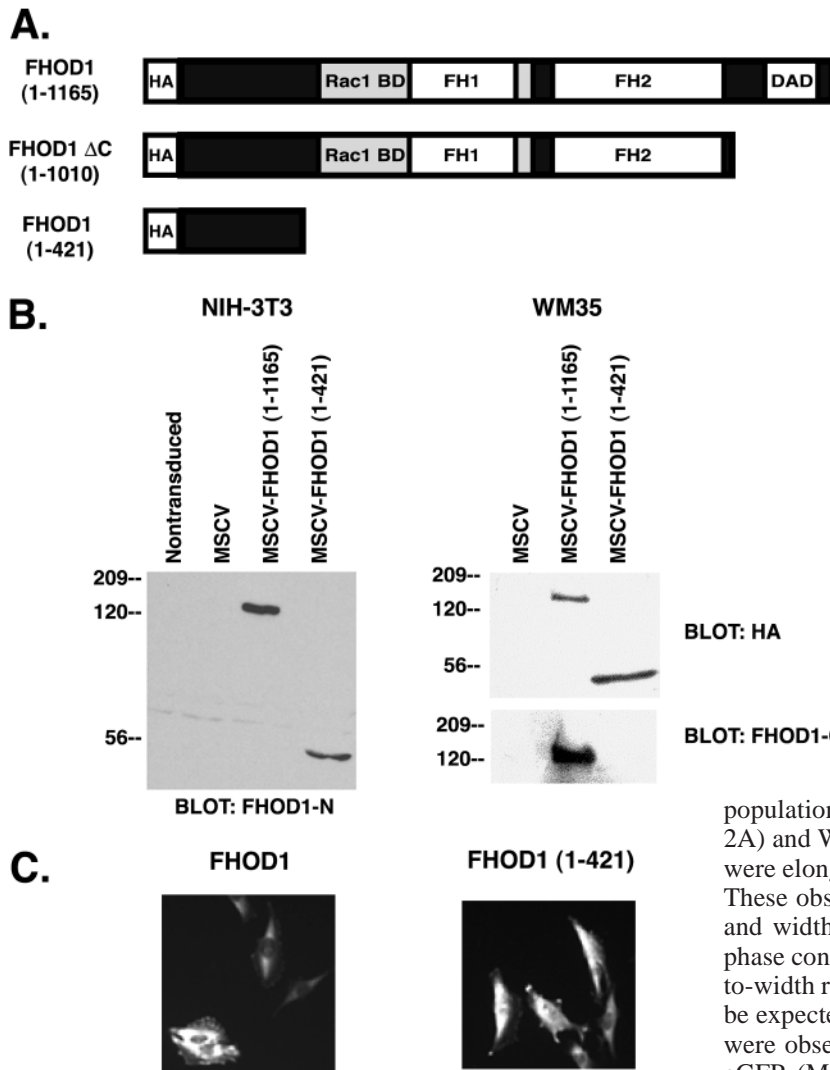 A.
FHOD1
(1-1165)
HA Rac1 BD FH1 FH2 DAD
FHOD1 ΔC
(1-1010)
HA Rac1 BD FH1 FH2
FHOD1
(1-421)
HA
B.
NIH-3T3
Nontransduced
MSCV
MSCV-FHOD1 (1-1165)
MSCV-FHOD1 (1-421)
209--
120--
56--
BLOT: FHOD1-N
WM35
MSCV
MSCV-FHOD1 (1-1165)
MSCV-FHOD1 (1-421)
209--
120--
56--
BLOT: HA
209--
120--
BLOT: FHOD1-
C.
FHOD1
FHOD1 (1-421)
population
2A) and W
were elong
These obs
and width
phase con
to-width r
be expecte
were obse